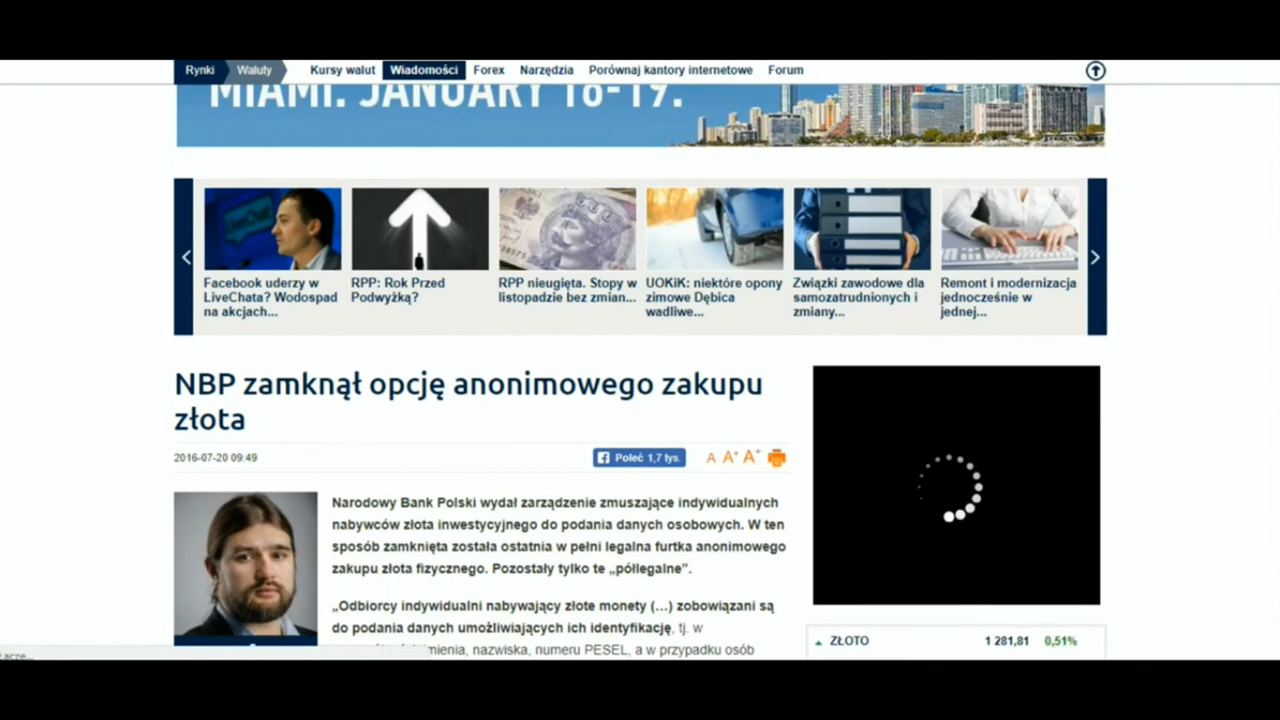 Rynki Waluty Kursy walut Wiadomości Forex Narzędzia Porównaj kantory internetowe Forum
MIAMI. JANUARY 18-19.
Facebook uderzy w
LiveChata? Wodospad
na akcjach...
RPP: Rok Przed
Podwyżką?
RPP nieugięta. Stopy w
listopadzie bez zmian...
UOKiK: niektóre opony
zimowe Dębica
wadliwe...
Związki zawodowe dla
samozatrudnionych i
zmiany...
Remont i modernizacja
jednocześnie w
jednej...
NBP zamknął opcję anonimowego zakupu
złota
2016-07-20 09:49
Poleć 1,7 tys.
A A+ A+
Narodowy Bank Polski wydał zarządzenie zmuszające indywidualnych
nabywców złota inwestycyjnego do podania danych osobowych. W ten
sposób zamknięta została ostatnia w pełni legalna furtka anonimowego
zakupu złota fizycznego. Pozostały tylko te „półlegalne”.
„Odbiorcy indywidualni nabywający złote monety (...) zobowiązani są
do podania danych umożliwiających ich identyfikację, tj. w
nazwiska, numeru PESEL, a w przypadku osób
ZŁOTO 1 281,81 0,51%